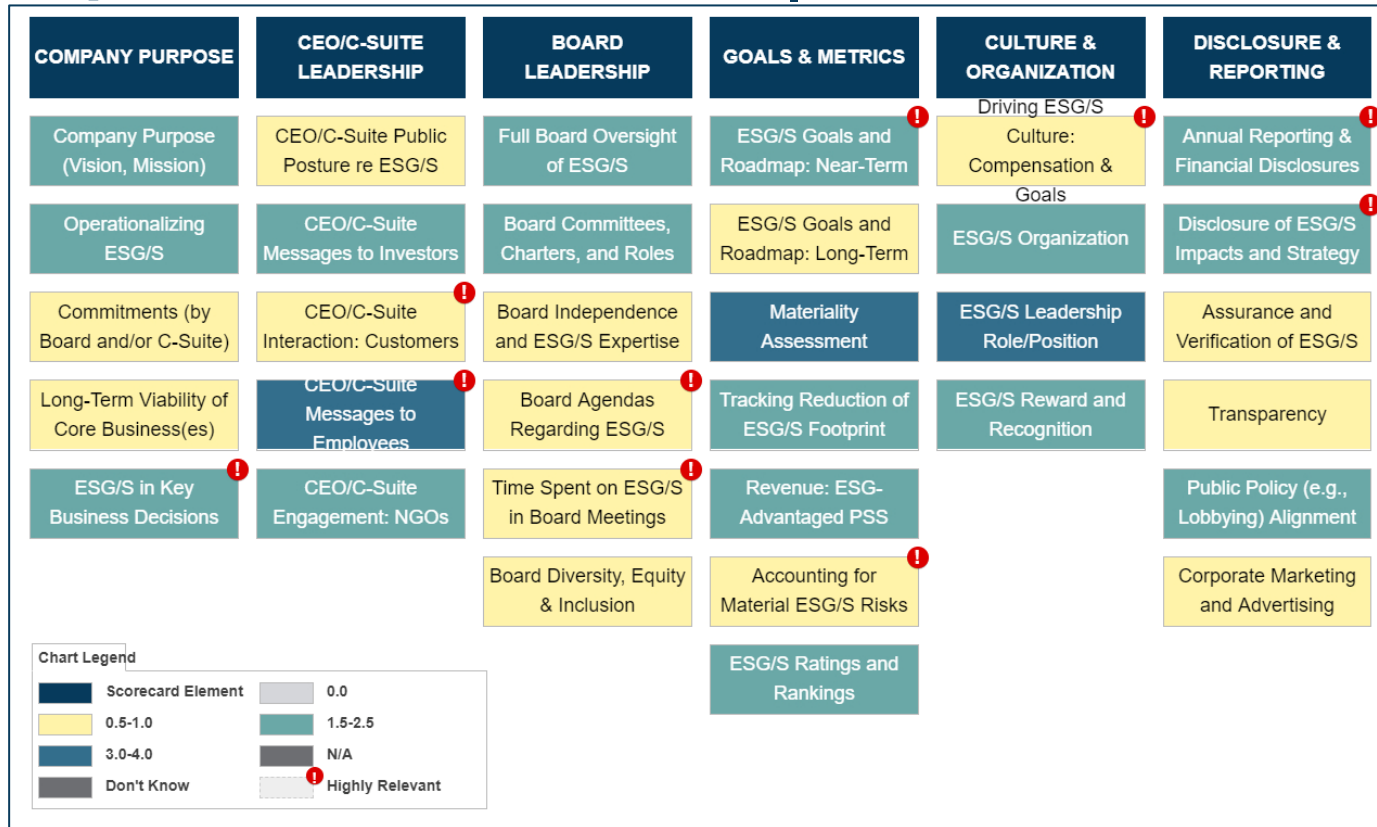 COMPANY PURPOSE
CEO/C-SUITE
LEADERSHIP
BOARD
LEADERSHIP
GOALS & METRICS
CULTURE &
ORGANIZATION
DISCLOSURE &
REPORTING
Company Purpose
(Vision, Mission)
Operationalizing
ESG/S
Commitments (by
Board and/or C-Suite)
Long-Term Viability of
Core Business(es)
!
ESG/S in Key
Business Decisions
CEO/C-Suite Public
Posture re ESG/S
CEO/C-Suite
Messages to Investors
!
CEO/C-Suite
Interaction: Customers
!
CEO/C-Suite
Messages to
Employees
CEO/C-Suite
Engagement: NGOs
Full Board Oversight
of ESG/S
Board Committees,
Charters, and Roles
Board Independence
and ESG/S Expertise
!
Board Agendas
Regarding ESG/S
!
Time Spent on ESG/S
in Board Meetings
Board Diversity, Equity
& Inclusion
!
ESG/S Goals and
Roadmap: Near-Term
ESG/S Goals and
Roadmap: Long-Term
Materiality
Assessment
Tracking Reduction of
ESG/S Footprint
Revenue: ESG-
Advantaged PSS
!
Accounting for
Material ESG/S Risks
ESG/S Ratings and
Rankings
!
Driving ESG/S
Culture:
Compensation &
Goals
ESG/S Organization
ESG/S Leadership
Role/Position
ESG/S Reward and
Recognition
!
Annual Reporting &
Financial Disclosures
!
Disclosure of ESG/S
Impacts and Strategy
Assurance and
Verification of ESG/S
Transparency
Public Policy (e.g.,
Lobbying) Alignment
Corporate Marketing
and Advertising
Chart Legend
Scorecard Element
0.0
0.5-1.0
1.5-2.5
3.0-4.0
N/A
Don't Know
!
Highly Relevant